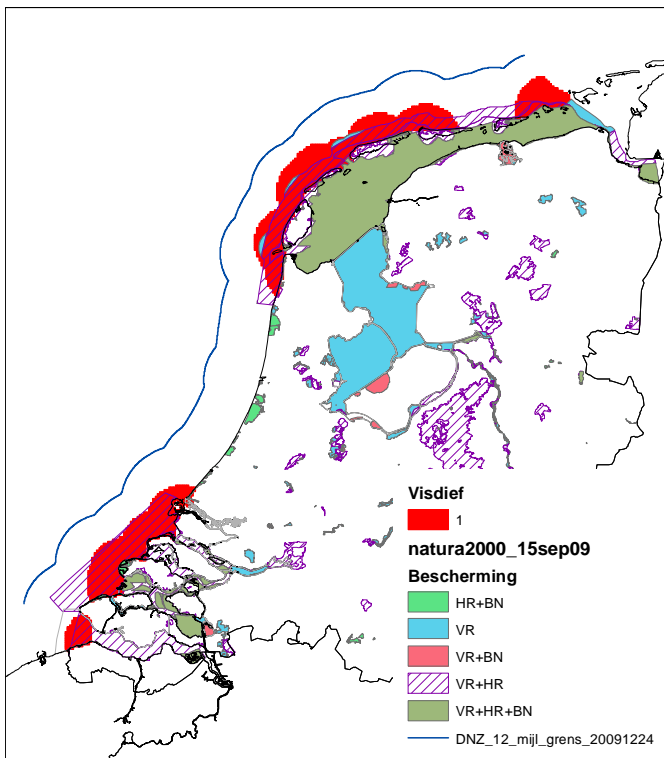 Visdief
1
natura2000_15sep09
Bescherming
HR+BN
VR
VR+BN
VR+HR
VR+HR+BN
DNZ_12_mijl_grens_20091224